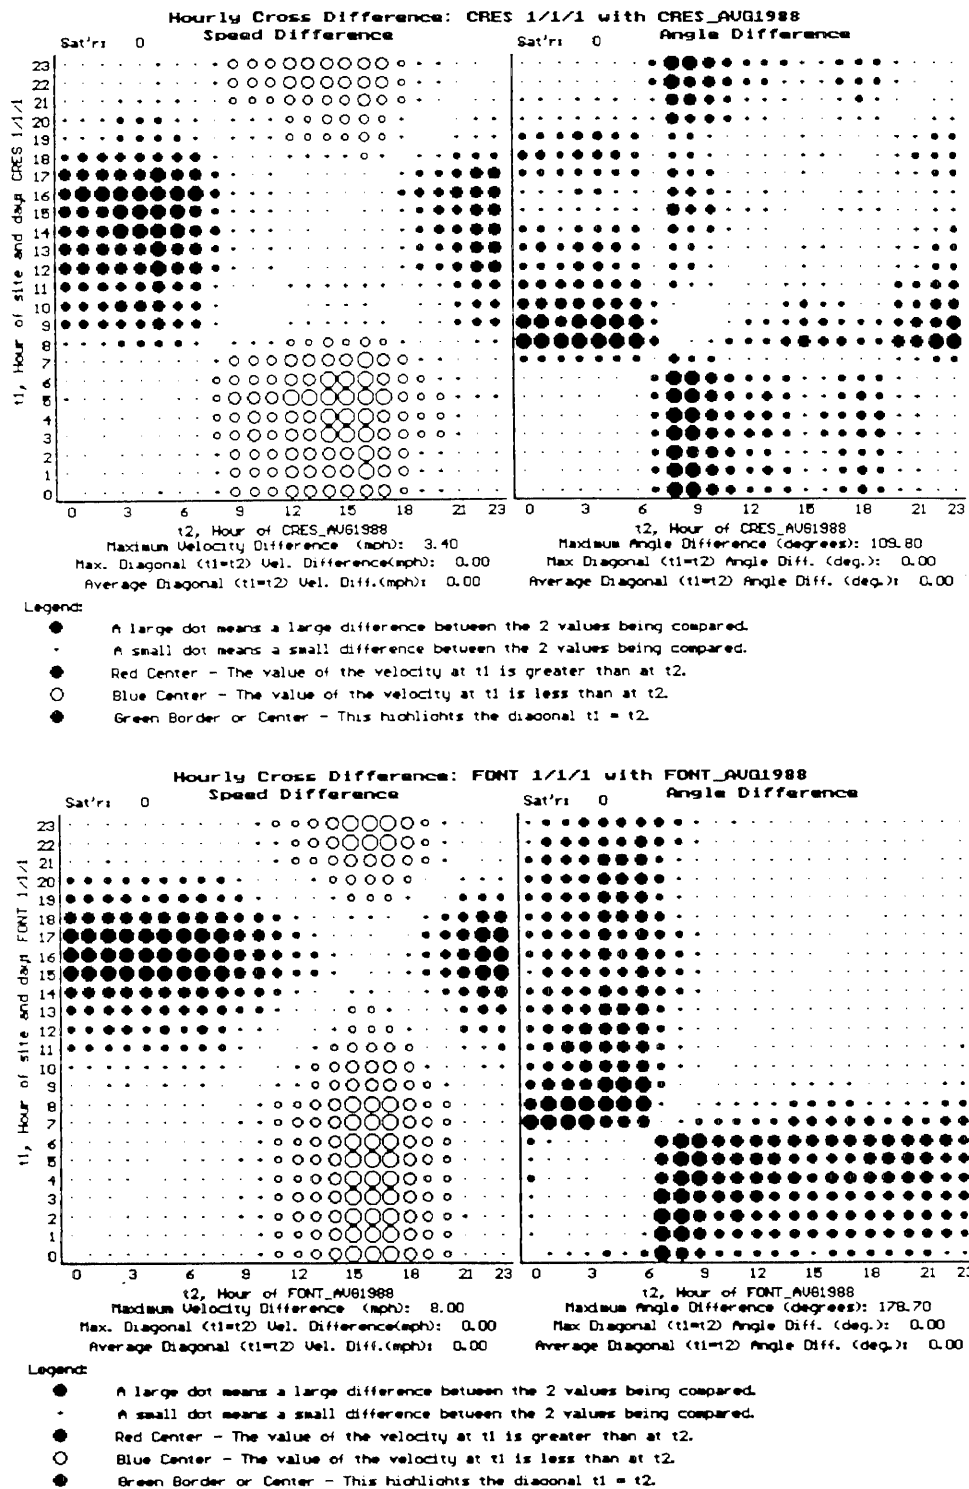 Hourly Cross Difference: CRES 1/1/1 with CRES_AVG1988
Sat'r: 0 Speed Difference
Sat'r: 0 Angle Difference
t1, Hour of site and day: CRES 1/1/1
23
22
21
20
19
18
17
16
15
14
13
12
11
10
9
8
7
6
5
4
3
2
1
0
0 3 6 9 12 15 18 21 23
0 3 6 9 12 15 18 21 23
t2, Hour of CRES_AVG1988
t2, Hour of CRES_AVG1988
Maximum Velocity Difference (mph): 3.40
Maximum Angle Difference (degrees): 109.80
Max. Diagonal (t1=t2) Vel. Difference(mph): 0.00
Max Diagonal (t1=t2) Angle Diff. (deg.): 0.00
Average Diagonal (t1=t2) Vel. Diff.(mph): 0.00
Average Diagonal (t1=t2) Angle Diff. (deg.): 0.00
Legend:
A large dot means a large difference between the 2 values being compared.
A small dot means a small difference between the 2 values being compared.
Red Center - The value of the velocity at t1 is greater than at t2.
Blue Center - The value of the velocity at t1 is less than at t2.
Green Border or Center - This highlights the diagonal t1 = t2.
Hourly Cross Difference: FONT 1/1/1 with FONT_AVG1988
Sat'r: 0 Speed Difference
Sat'r: 0 Angle Difference
t1, Hour of site and day: FONT 1/1/1
23
22
21
20
19
18
17
16
15
14
13
12
11
10
9
8
7
6
5
4
3
2
1
0
0 3 6 9 12 15 18 21 23
0 3 6 9 12 15 18 21 23
t2, Hour of FONT_AVG1988
t2, Hour of FONT_AVG1988
Maximum Velocity Difference (mph): 8.00
Maximum Angle Difference (degrees): 178.70
Max. Diagonal (t1=t2) Vel. Difference(mph): 0.00
Max Diagonal (t1=t2) Angle Diff. (deg.): 0.00
Average Diagonal (t1=t2) Vel. Diff.(mph): 0.00
Average Diagonal (t1=t2) Angle Diff. (deg.): 0.00
Legend:
A large dot means a large difference between the 2 values being compared.
A small dot means a small difference between the 2 values being compared.
Red Center - The value of the velocity at t1 is greater than at t2.
Blue Center - The value of the velocity at t1 is less than at t2.
Green Border or Center - This highlights the diagonal t1 = t2.